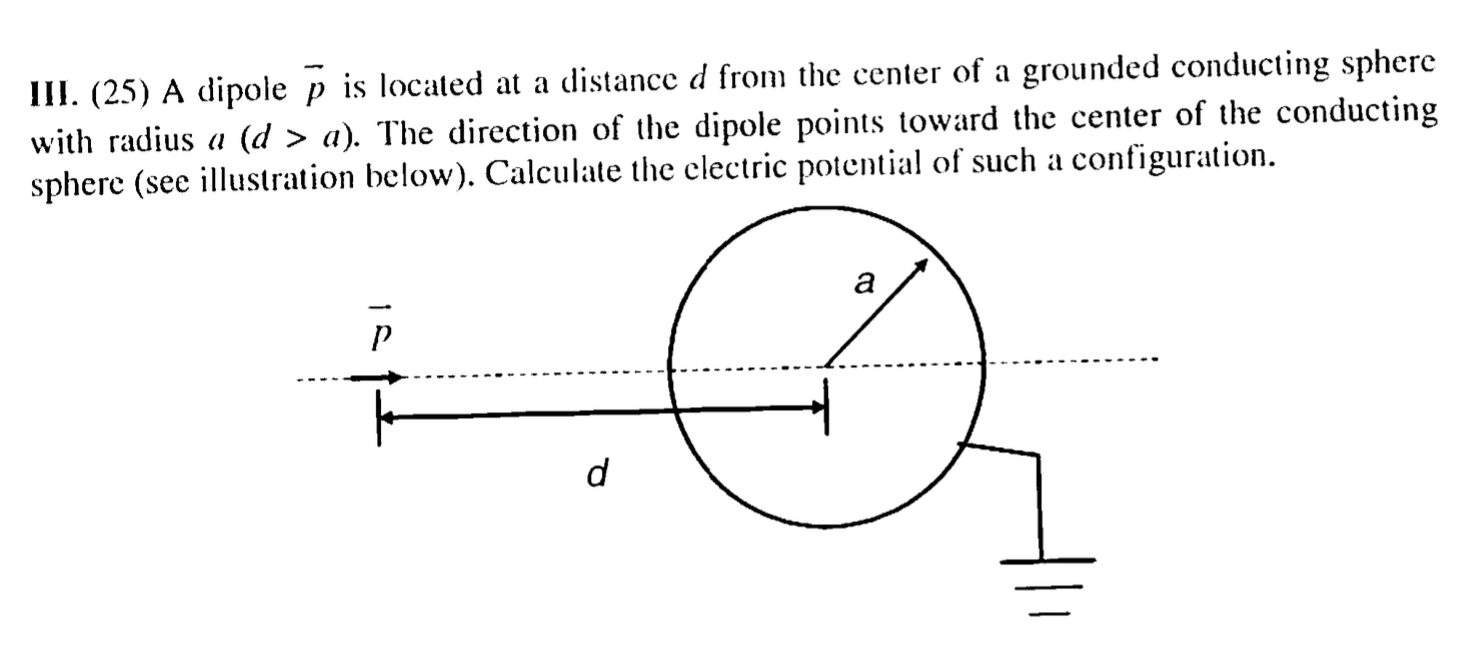 III. (25) A dipole p⃗ is located at a distance d from the center of a grounded conducting sphere
with radius a (d > a). The direction of the dipole points toward the center of the conducting
sphere (see illustration below). Calculate the electric potential of such a configuration.
a
p⃗
d